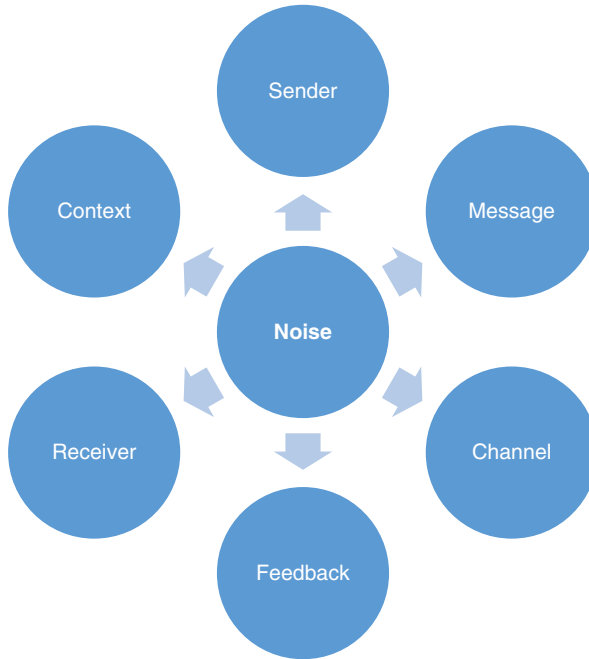 Sender
Context
Message
Noise
Receiver
Channel
Feedback